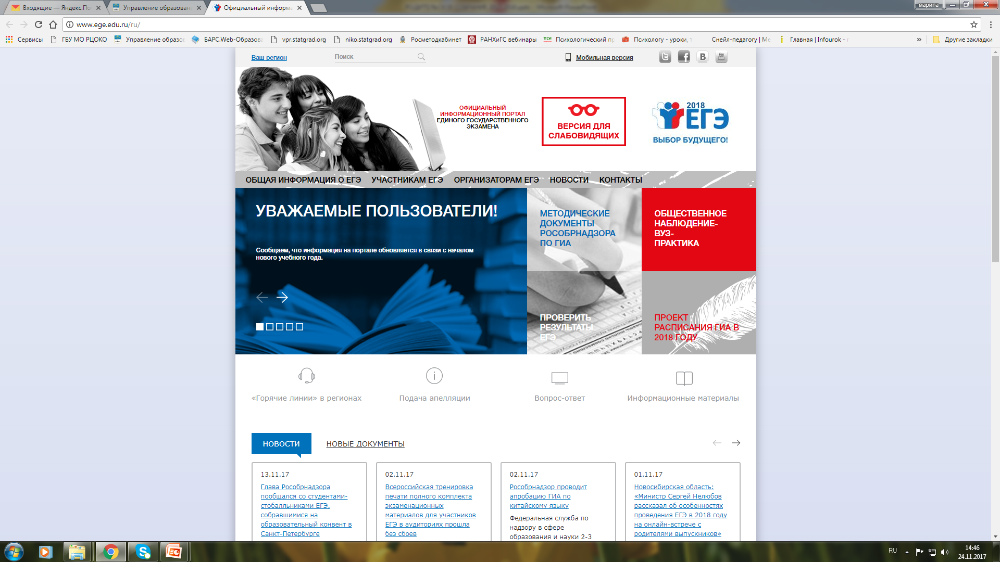 Входящие — Яндекс.По
Управление образовани
Официальный информа
марина
www.ege.edu.ru/ru/
Сервисы
ГБУ МО РЦОКО
Управление образов
БАРС.Web-Образова
vpr.statgrad.org
niko.statgrad.org
Росметодкабинет
РАНХиГС вебинары
Психологический пр
Психологу - уроки, т
Снейл-педагогу | Ме
Главная | Infourok - т
»
Другие закладки
Ваш регион
Поиск
Мобильная версия
ОФИЦИАЛЬНЫЙ
ИНФОРМАЦИОННЫЙ ПОРТАЛ
ЕДИНОГО ГОСУДАРСТВЕННОГО
ЭКЗАМЕНА
ВЕРСИЯ ДЛЯ
СЛАБОВИДЯЩИХ
2018
ЕГЭ
ВЫБОР БУДУЩЕГО!
ОБЩАЯ ИНФОРМАЦИЯ О ЕГЭ
УЧАСТНИКАМ ЕГЭ
ОРГАНИЗАТОРАМ ЕГЭ
НОВОСТИ
КОНТАКТЫ
УВАЖАЕМЫЕ ПОЛЬЗОВАТЕЛИ!
Сообщаем, что информация на портале обновляется в связи с началом
нового учебного года.
МЕТОДИЧЕСКИЕ
ДОКУМЕНТЫ
РОСОБРНАДЗОРА
ПО ГИА
ОБЩЕСТВЕННОЕ
НАБЛЮДЕНИЕ-
ВУЗ-
ПРАКТИКА
ПРОВЕРИТЬ
РЕЗУЛЬТАТЫ
ЕГЭ
ПРОЕКТ
РАСПИСАНИЯ ГИА В
2018 ГОДУ
«Горячие линии» в регионах
Подача апелляции
Вопрос-ответ
Информационные материалы
НОВОСТИ
НОВЫЕ ДОКУМЕНТЫ
13.11.17
Глава Рособрнадзора
пообщался со студентами-
стобалльниками ЕГЭ,
собравшимися на
образовательный конвент в
Санкт-Петербурге
02.11.17
Всероссийская тренировка
печати полного комплекта
экзаменационных
материалов для участников
ЕГЭ в аудиториях прошла
без сбоев
02.11.17
Рособрнадзор проводит
апробацию ГИА по
китайскому языку
Федеральная служба по
надзору в сфере
образования и науки 2-3
01.11.17
Новосибирская область:
«Министр Сергей Нелюбов
рассказал об особенностях
проведения ЕГЭ в 2018 году
на онлайн-встрече с
родителями выпускников»
RU
14:46
24.11.2017